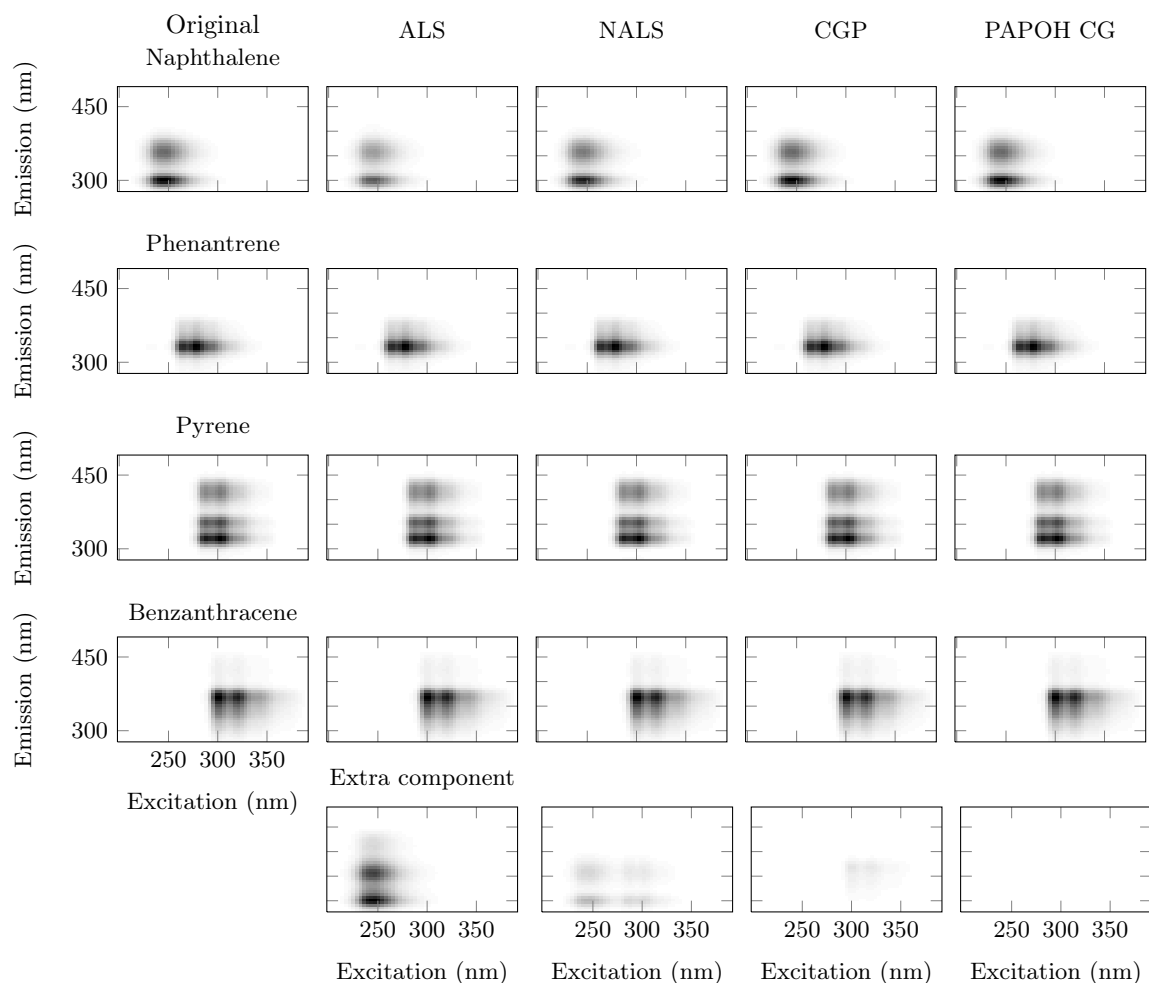 Original ALS NALS CGP PAPOH CG
Naphthalene
Emission (nm)
450
300
Phenantrene
Emission (nm)
450
300
Pyrene
Emission (nm)
450
300
Benzanthracene
Emission (nm)
450
300
250 300 350
Excitation (nm)
Extra component
250 300 350 250 300 350 250 300 350 250 300 350
Excitation (nm) Excitation (nm) Excitation (nm) Excitation (nm)